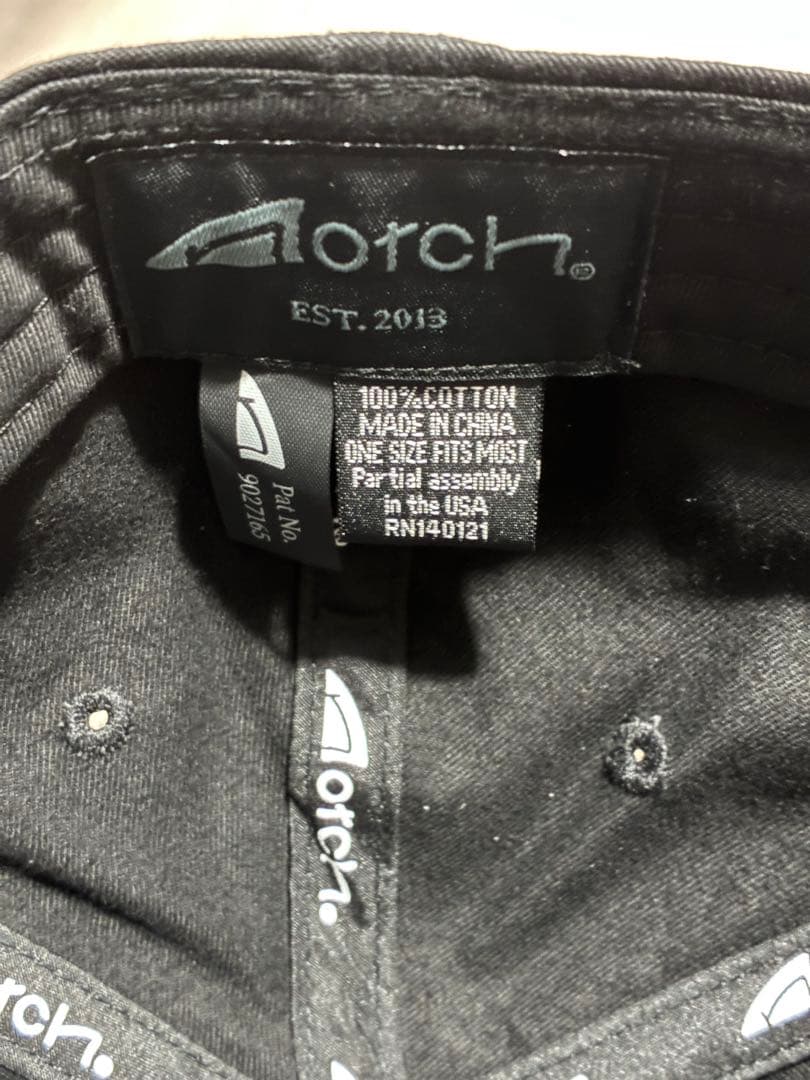 Notch®
EST. 2013
100% COTTON
MADE IN CHINA
ONE SIZE FITS MOST
Partial assembly
in the USA
RN140121
Pat No.
9027165
Notch.
rch.